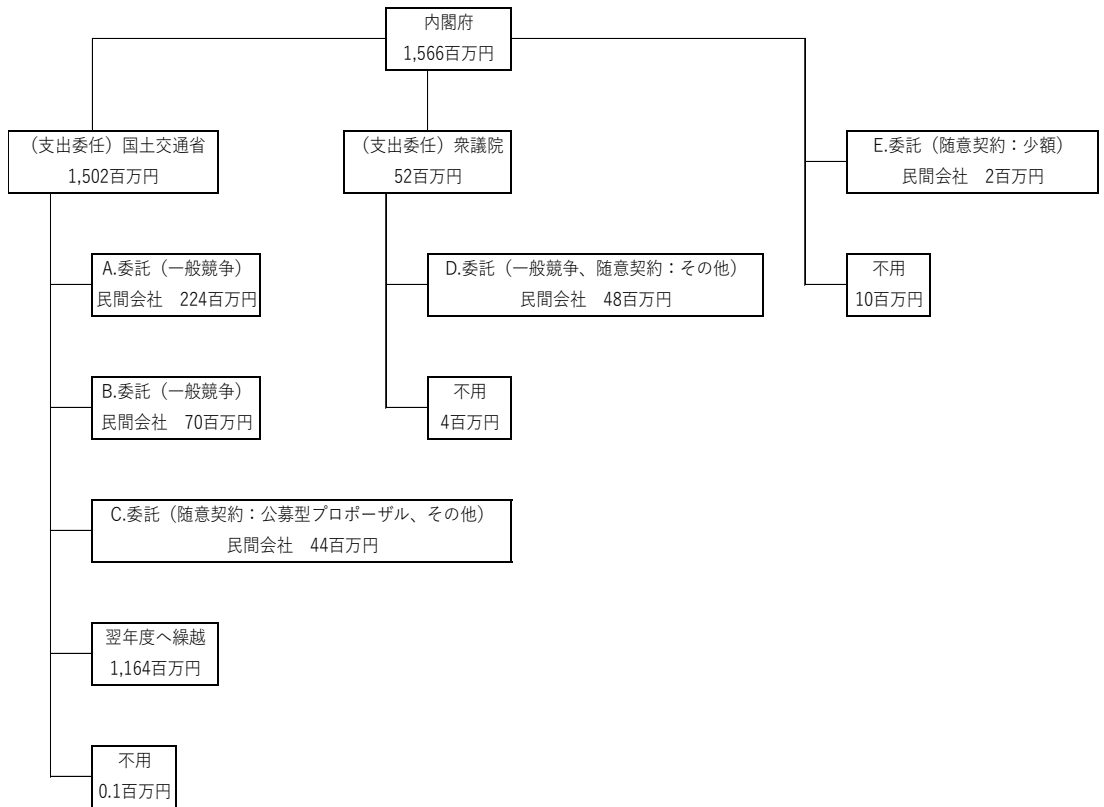 内閣府
1,566百万円
（支出委任）国土交通省
1,502百万円
（支出委任）衆議院
52百万円
E.委託（随意契約：少額）
民間会社　2百万円
A.委託（一般競争）
民間会社　224百万円
D.委託（一般競争、随意契約：その他）
民間会社　48百万円
不用
10百万円
B.委託（一般競争）
民間会社　70百万円
不用
4百万円
C.委託（随意契約：公募型プロポーザル、その他）
民間会社　44百万円
翌年度へ繰越
1,164百万円
不用
0.1百万円